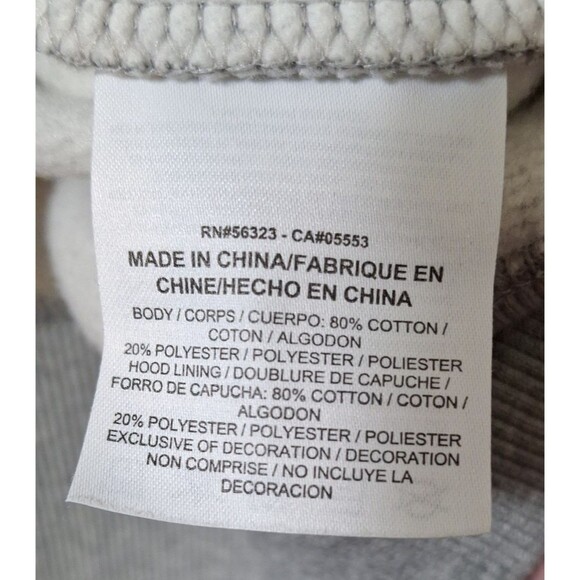 RN#56323 - CA#05553
MADE IN CHINA/FABRIQUE EN
CHINE/HECHO EN CHINA
BODY / CORPS / CUERPO: 80% COTTON /
COTON / ALGODON
20% POLYESTER / POLYESTER / POLIESTER
HOOD LINING / DOUBLURE DE CAPUCHE /
FORRO DE CAPUCHA: 80% COTTON / COTON /
ALGODON
20% POLYESTER / POLYESTER / POLIESTER
EXCLUSIVE OF DECORATION / DECORATION
NON COMPRISE / NO INCLUYE LA
DECORACION